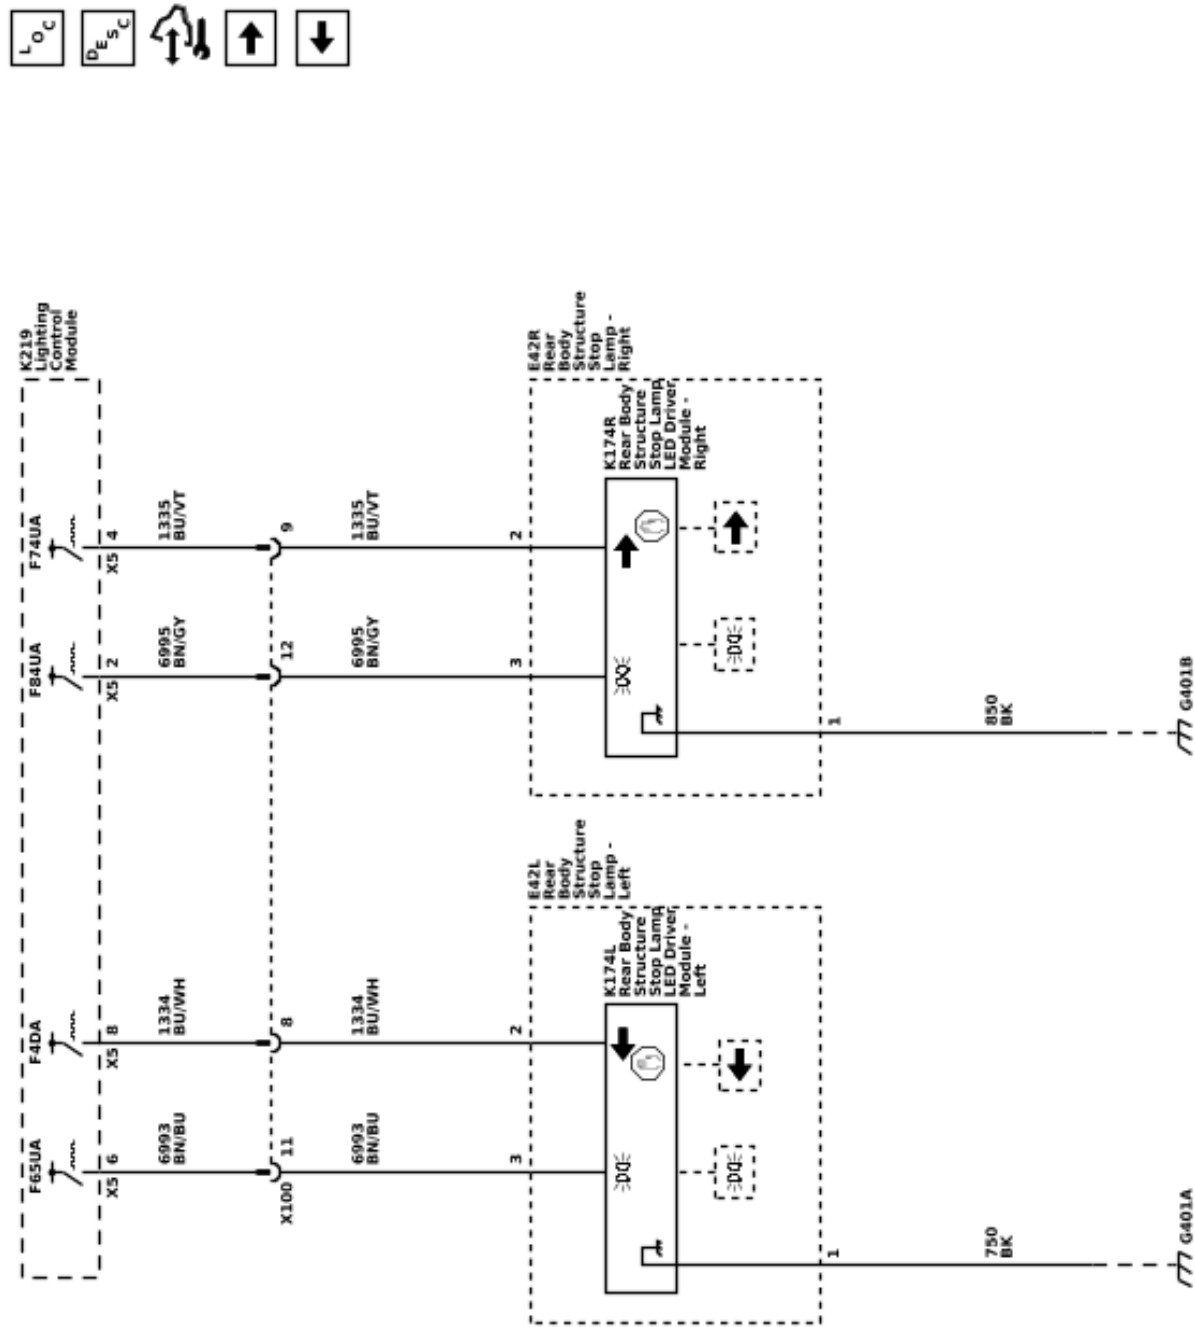 LOC
DESC
K219
Lighting
Control
Module
F65UA
F4DA
F84UA
F74UA
X5 6
X5 8
X5 2
X5 4
6993
BN/BU
1334
BU/WH
6995
BN/GY
1335
BU/VT
X100
11
8
12
9
6993
BN/BU
1334
BU/WH
6995
BN/GY
1335
BU/VT
3
2
3
2
E42L
Rear
Body
Structure
Stop
Lamp -
Left
E42R
Rear
Body
Structure
Stop
Lamp -
Right
K174L
Rear Body
Structure
Stop Lamp
LED Driver
Module -
Left
K174R
Rear Body
Structure
Stop Lamp
LED Driver
Module -
Right
1
1
750
BK
850
BK
G401A
G401B